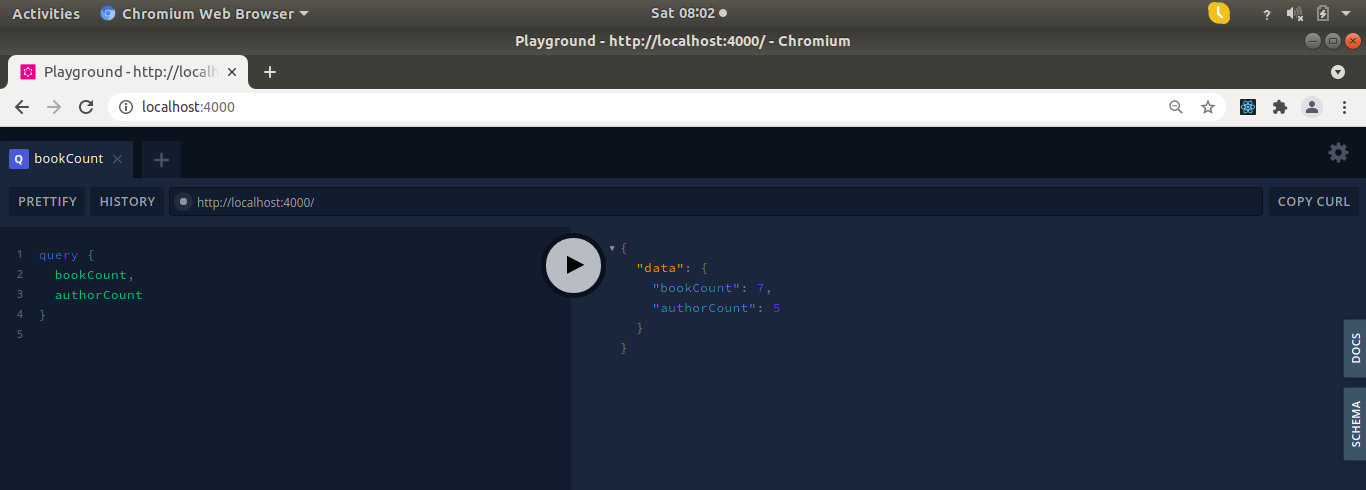 Activities Chromium Web Browser Sat 08:02 ?
Playground - http://localhost:4000/ - Chromium
Playground - http://localh
localhost:4000
Q bookCount
PRETTIFY HISTORY http://localhost:4000/ COPY CURL
1 query {
2 bookCount,
3 authorCount
4 }
5
{
"data": {
"bookCount": 7,
"authorCount": 5
}
}
DOCS
SCHEMA